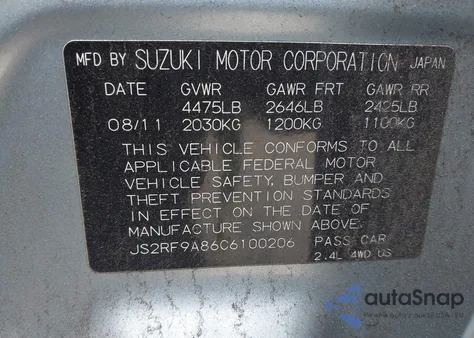 MFD BY SUZUKI MOTOR CORPORATION JAPAN
DATE GVWR GAWR FRT GAWR RR
4475LB 2646LB 2425LB
08/11 2030KG 1200KG 1100KG
THIS VEHICLE CONFORMS TO ALL
APPLICABLE FEDERAL MOTOR
VEHICLE SAFETY, BUMPER AND
THEFT PREVENTION STANDARDS
IN EFFECT ON THE DATE OF
MANUFACTURE SHOWN ABOVE.
JS2RF9A86C6100206 PASS CAR
2.4L 4WD US
autoSnap